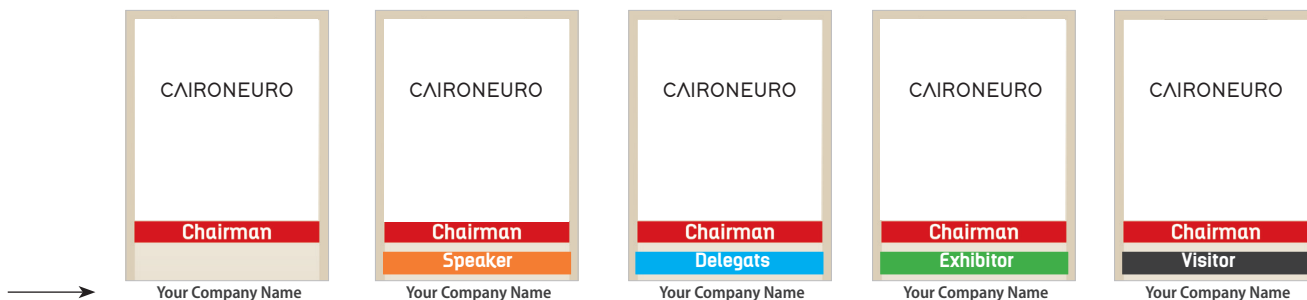 CAIRONEURO CAIRONEURO CAIRONEURO CAIRONEURO CAIRONEURO
Chairman Chairman Chairman Chairman Chairman
Speaker Delegats Exhibitor Visitor
Your Company Name Your Company Name Your Company Name Your Company Name Your Company Name